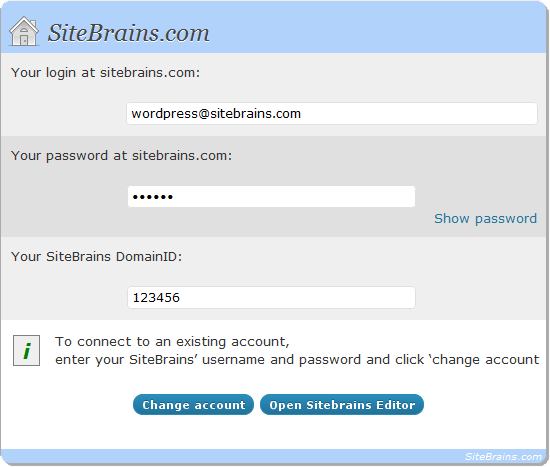 SiteBrains.com
Your login at sitebrains.com:
wordpress@sitebrains.com
Your password at sitebrains.com:
••••••
Show password
Your SiteBrains DomainID:
123456
i
To connect to an existing account,
enter your SiteBrains’ username and password and click ‘change account
Change account
Open Sitebrains Editor
SiteBrains.com